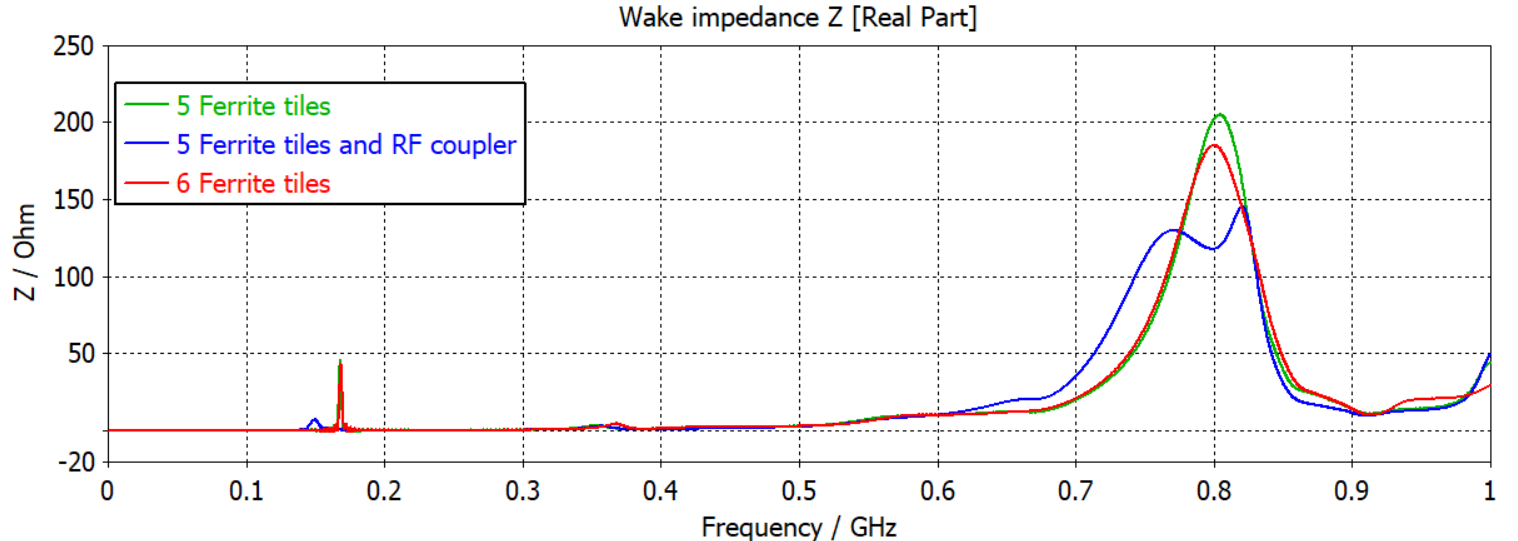 Wake impedance Z [Real Part]
250
200
150
100
50
-20
Z / Ohm
5 Ferrite tiles
5 Ferrite tiles and RF coupler
6 Ferrite tiles
0 0.1 0.2 0.3 0.4 0.5 0.6 0.7 0.8 0.9 1
Frequency / GHz